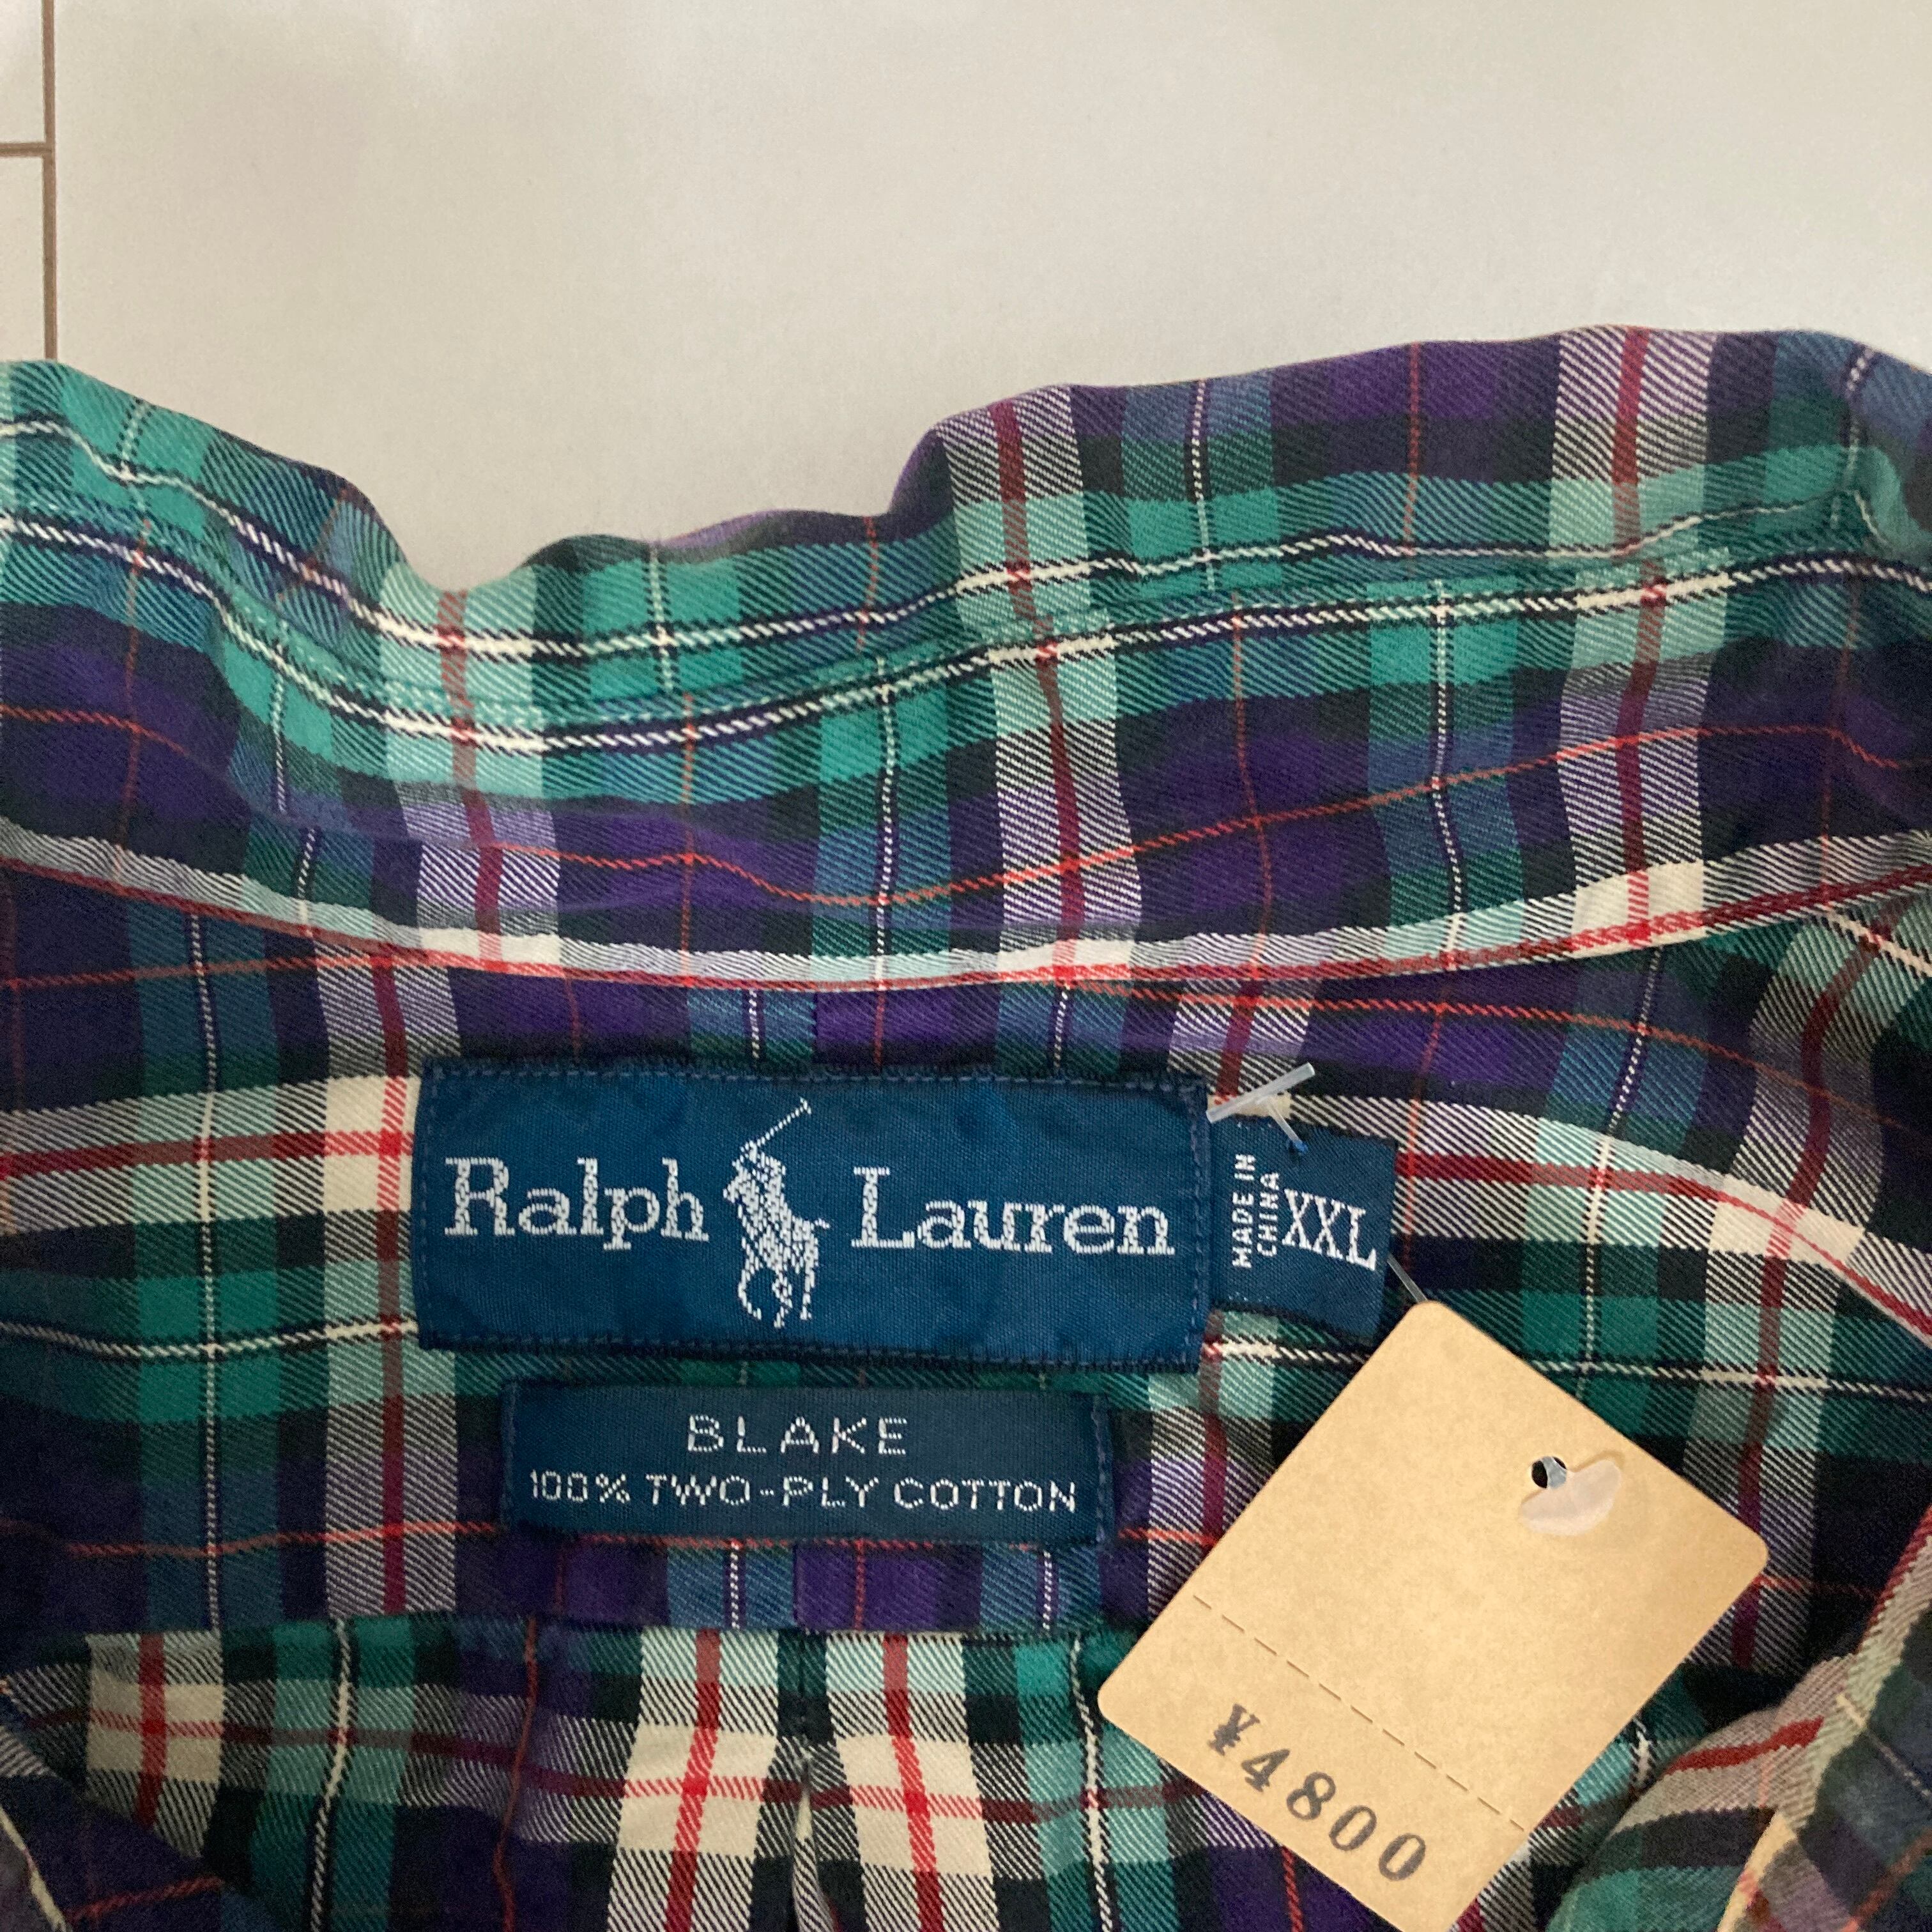 Ralph Lauren
MADE IN
CHINA
XXL
BLAKE
100% TWO-PLY COTTON
¥4800